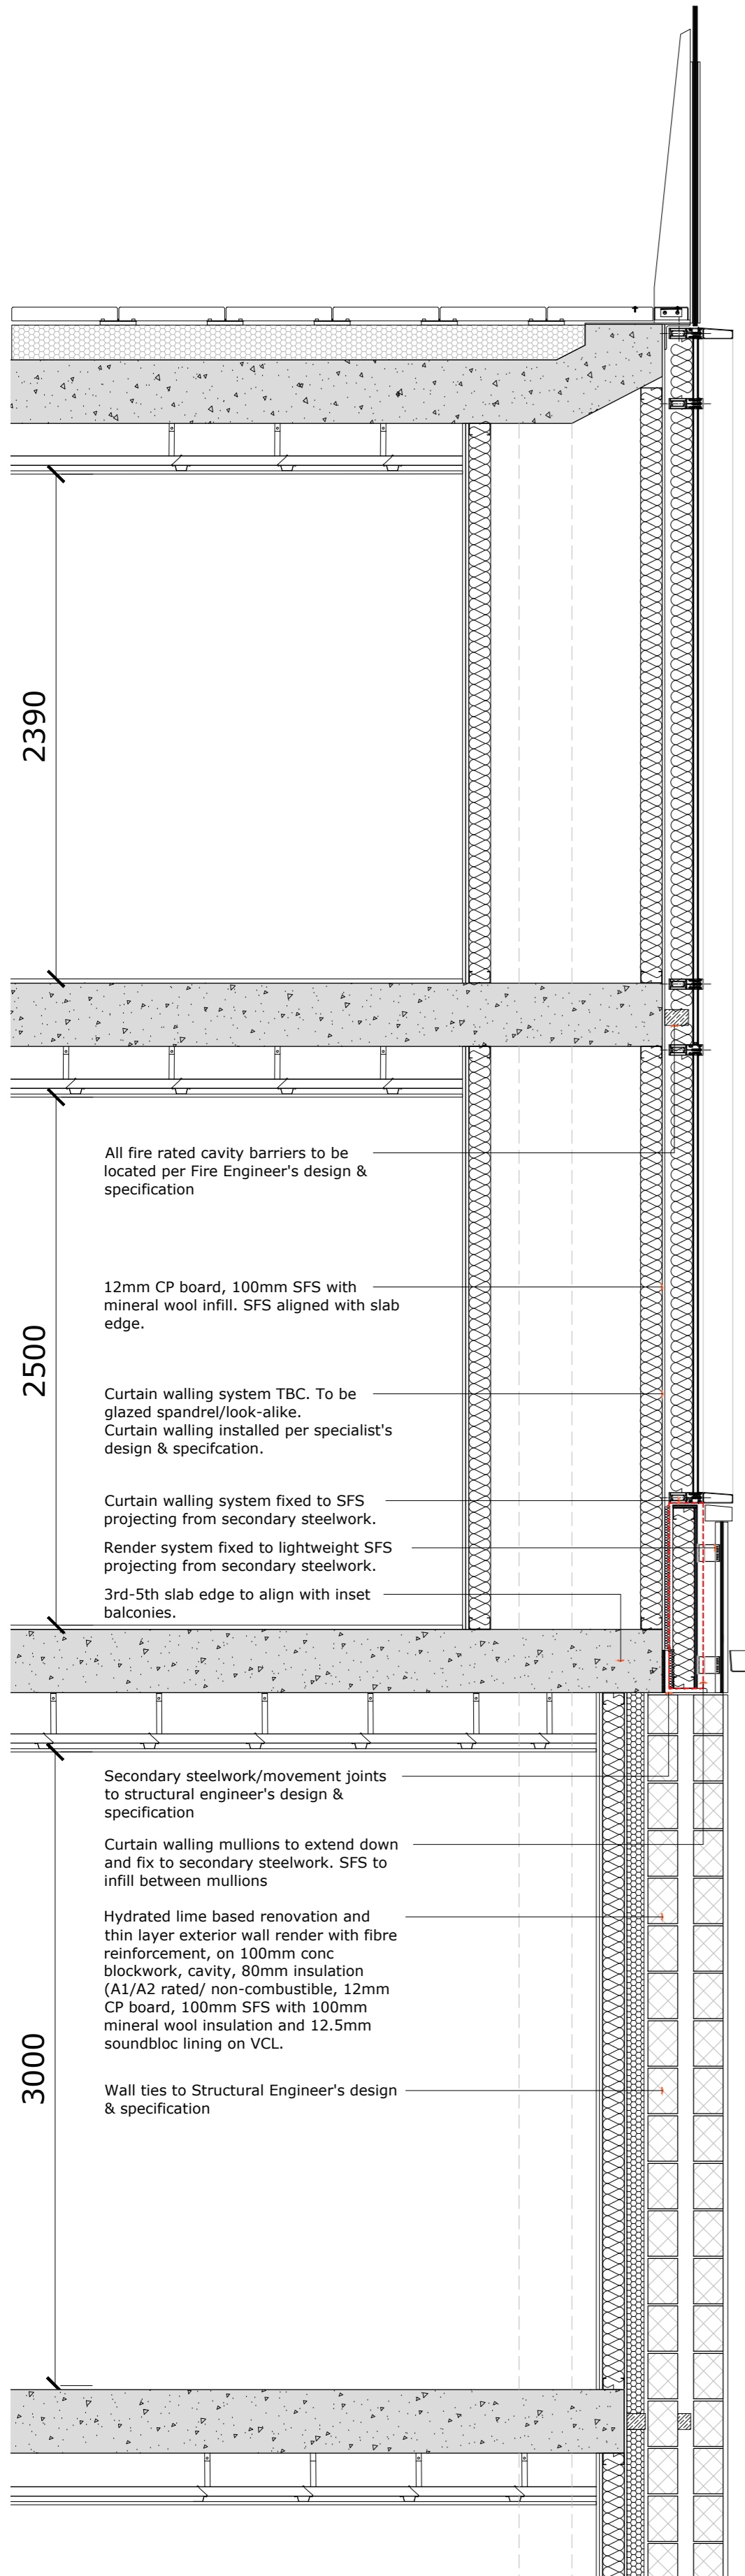 2390
All fire rated cavity barriers to be
located per Fire Engineer's design &
specification
12mm CP board, 100mm SFS with
mineral wool infill. SFS aligned with slab
edge.
2500
Curtain walling system TBC. To be
glazed spandrel/look-alike.
Curtain walling installed per specialist's
design & specifcation.
Curtain walling system fixed to SFS
projecting from secondary steelwork.
Render system fixed to lightweight SFS
projecting from secondary steelwork.
3rd-5th slab edge to align with inset
balconies.
Secondary steelwork/movement joints
to structural engineer's design &
specification
Curtain walling mullions to extend down
and fix to secondary steelwork. SFS to
infill between mullions
Hydrated lime based renovation and
thin layer exterior wall render with fibre
reinforcement, on 100mm conc
blockwork, cavity, 80mm insulation
(A1/A2 rated/ non-combustible, 12mm
CP board, 100mm SFS with 100mm
mineral wool insulation and 12.5mm
soundbloc lining on VCL.
3000
Wall ties to Structural Engineer's design
& specification